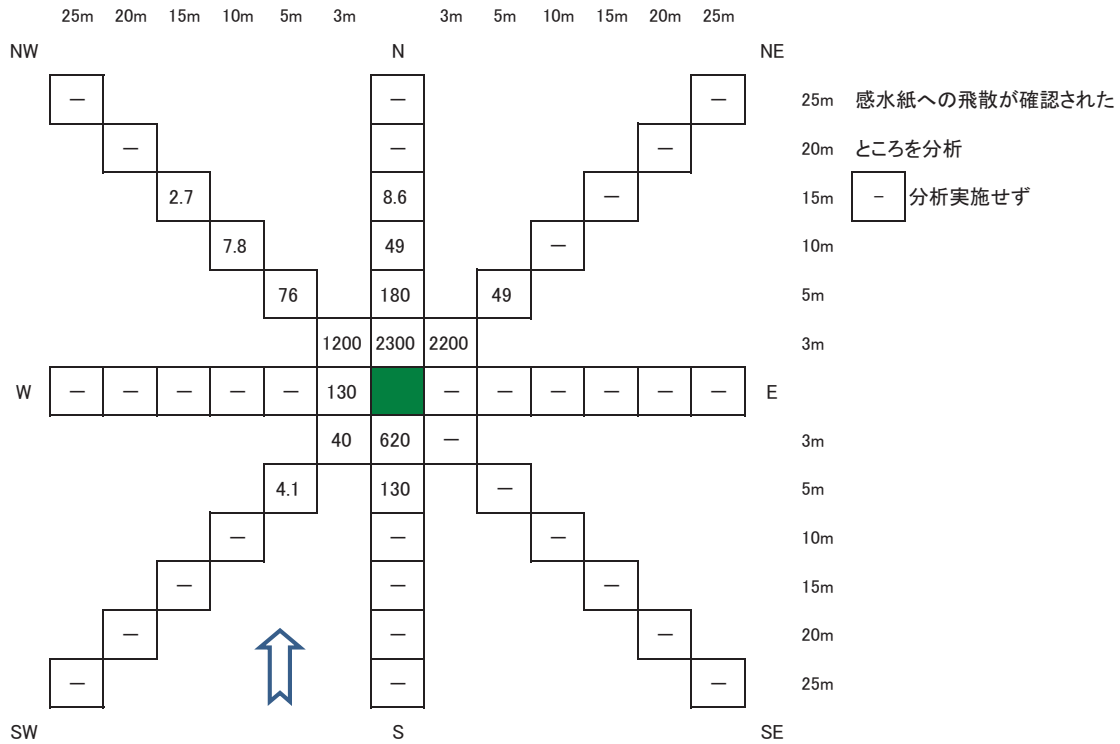 25m 20m 15m 10m 5m 3m 3m 5m 10m 15m 20m 25m
NW N NE
－ － － 25m 感水紙への飛散が確認された
－ － － 20m ところを分析
2.7 8.6 － 15m － 分析実施せず
7.8 49 － 10m
76 180 49 5m
1200 2300 2200 3m
W － － － － － 130 － － － － － － E
40 620 － 3m
4.1 130 － 5m
－ － － 10m
－ － － 15m
－ － － 20m
－ － － 25m
SW S SE